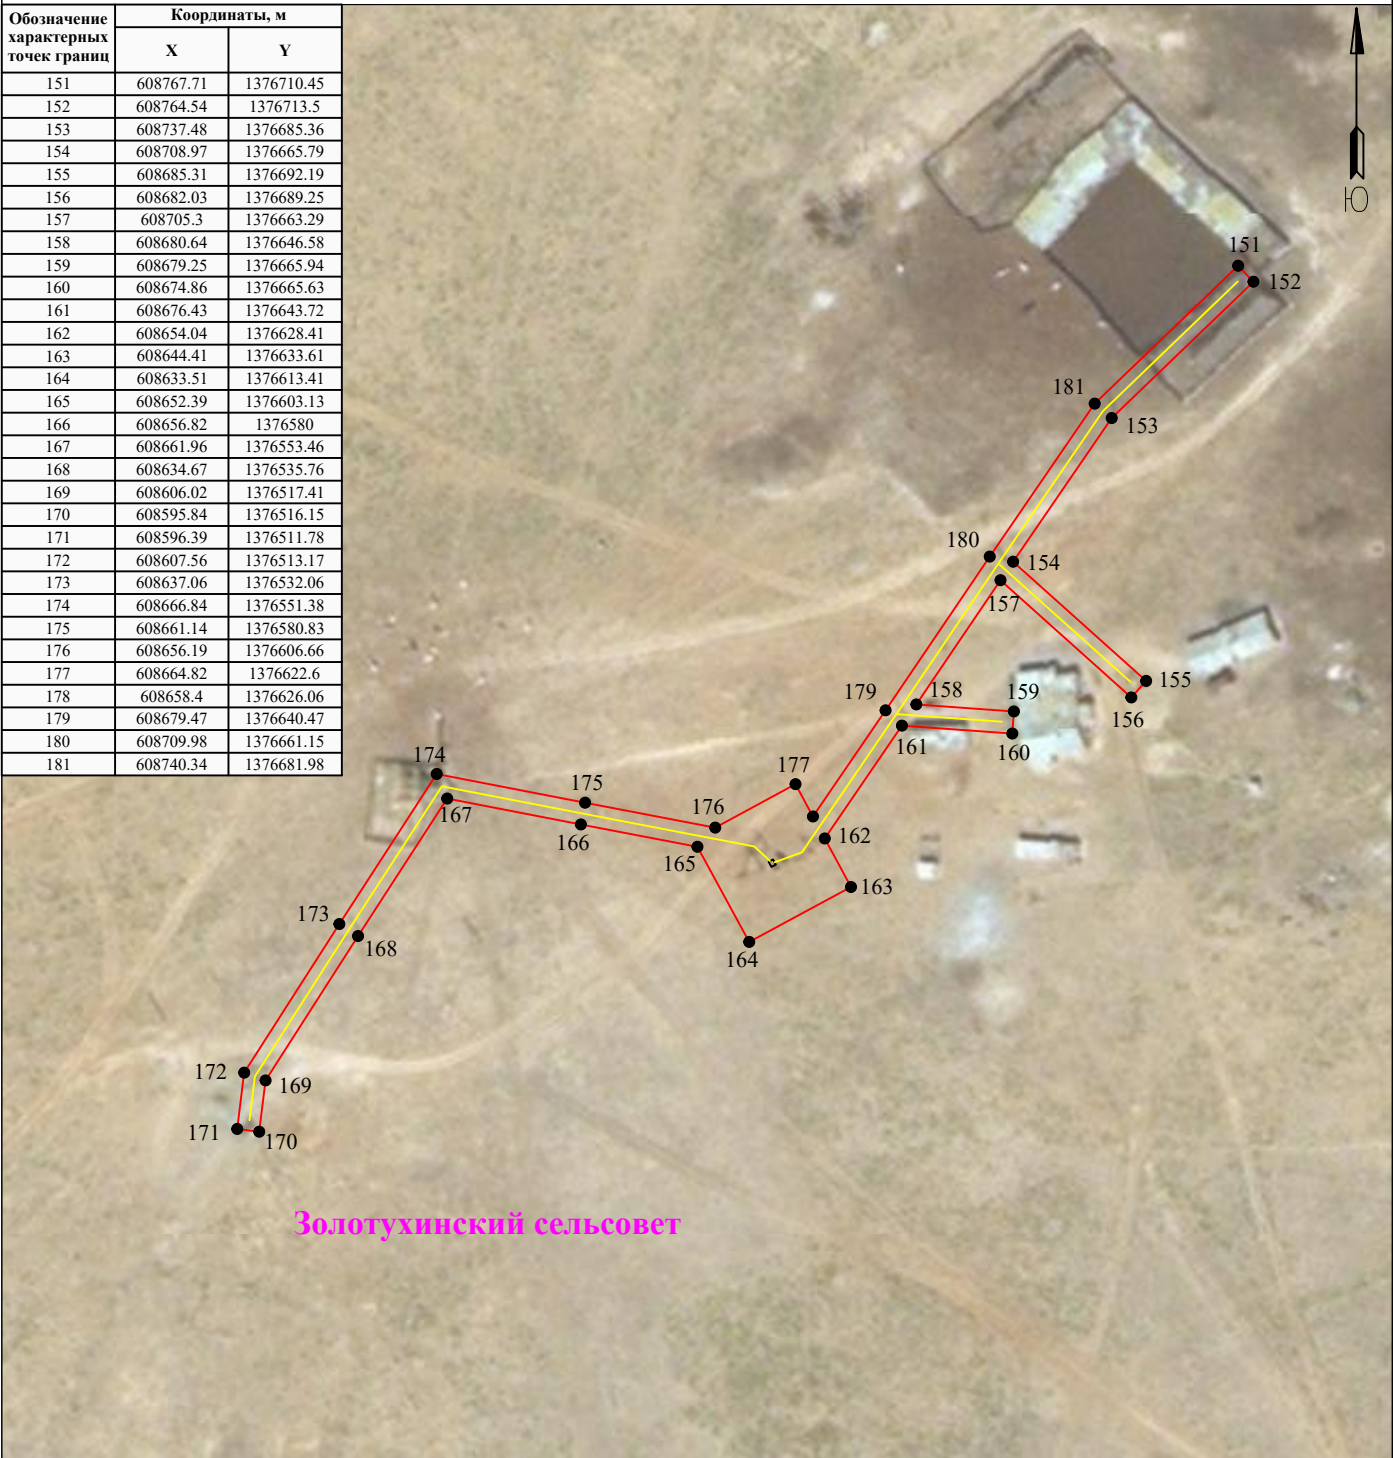 Обозначение характерных точек границ | Координаты, м
X | Y
151 | 608767.71 | 1376710.45
152 | 608764.54 | 1376713.5
153 | 608737.48 | 1376685.36
154 | 608708.97 | 1376665.79
155 | 608685.31 | 1376692.19
156 | 608682.03 | 1376689.25
157 | 608705.3 | 1376663.29
158 | 608680.64 | 1376646.58
159 | 608679.25 | 1376665.94
160 | 608674.86 | 1376665.63
161 | 608676.43 | 1376643.72
162 | 608654.04 | 1376628.41
163 | 608644.41 | 1376633.61
164 | 608633.51 | 1376613.41
165 | 608652.39 | 1376603.13
166 | 608656.82 | 1376580
167 | 608661.96 | 1376553.46
168 | 608634.67 | 1376535.76
169 | 608606.02 | 1376517.41
170 | 608595.84 | 1376516.15
171 | 608596.39 | 1376511.78
172 | 608607.56 | 1376513.17
173 | 608637.06 | 1376532.06
174 | 608666.84 | 1376551.38
175 | 608661.14 | 1376580.83
176 | 608656.19 | 1376606.66
177 | 608664.82 | 1376622.6
178 | 608658.4 | 1376626.06
179 | 608679.47 | 1376640.47
180 | 608709.98 | 1376661.15
181 | 608740.34 | 1376681.98
Ю
151
152
181
153
180
154
157
155
156
179
158
159
161
160
174
177
175
167
176
166
162
165
163
173
168
164
172
169
171
170
Золотухинский сельсовет